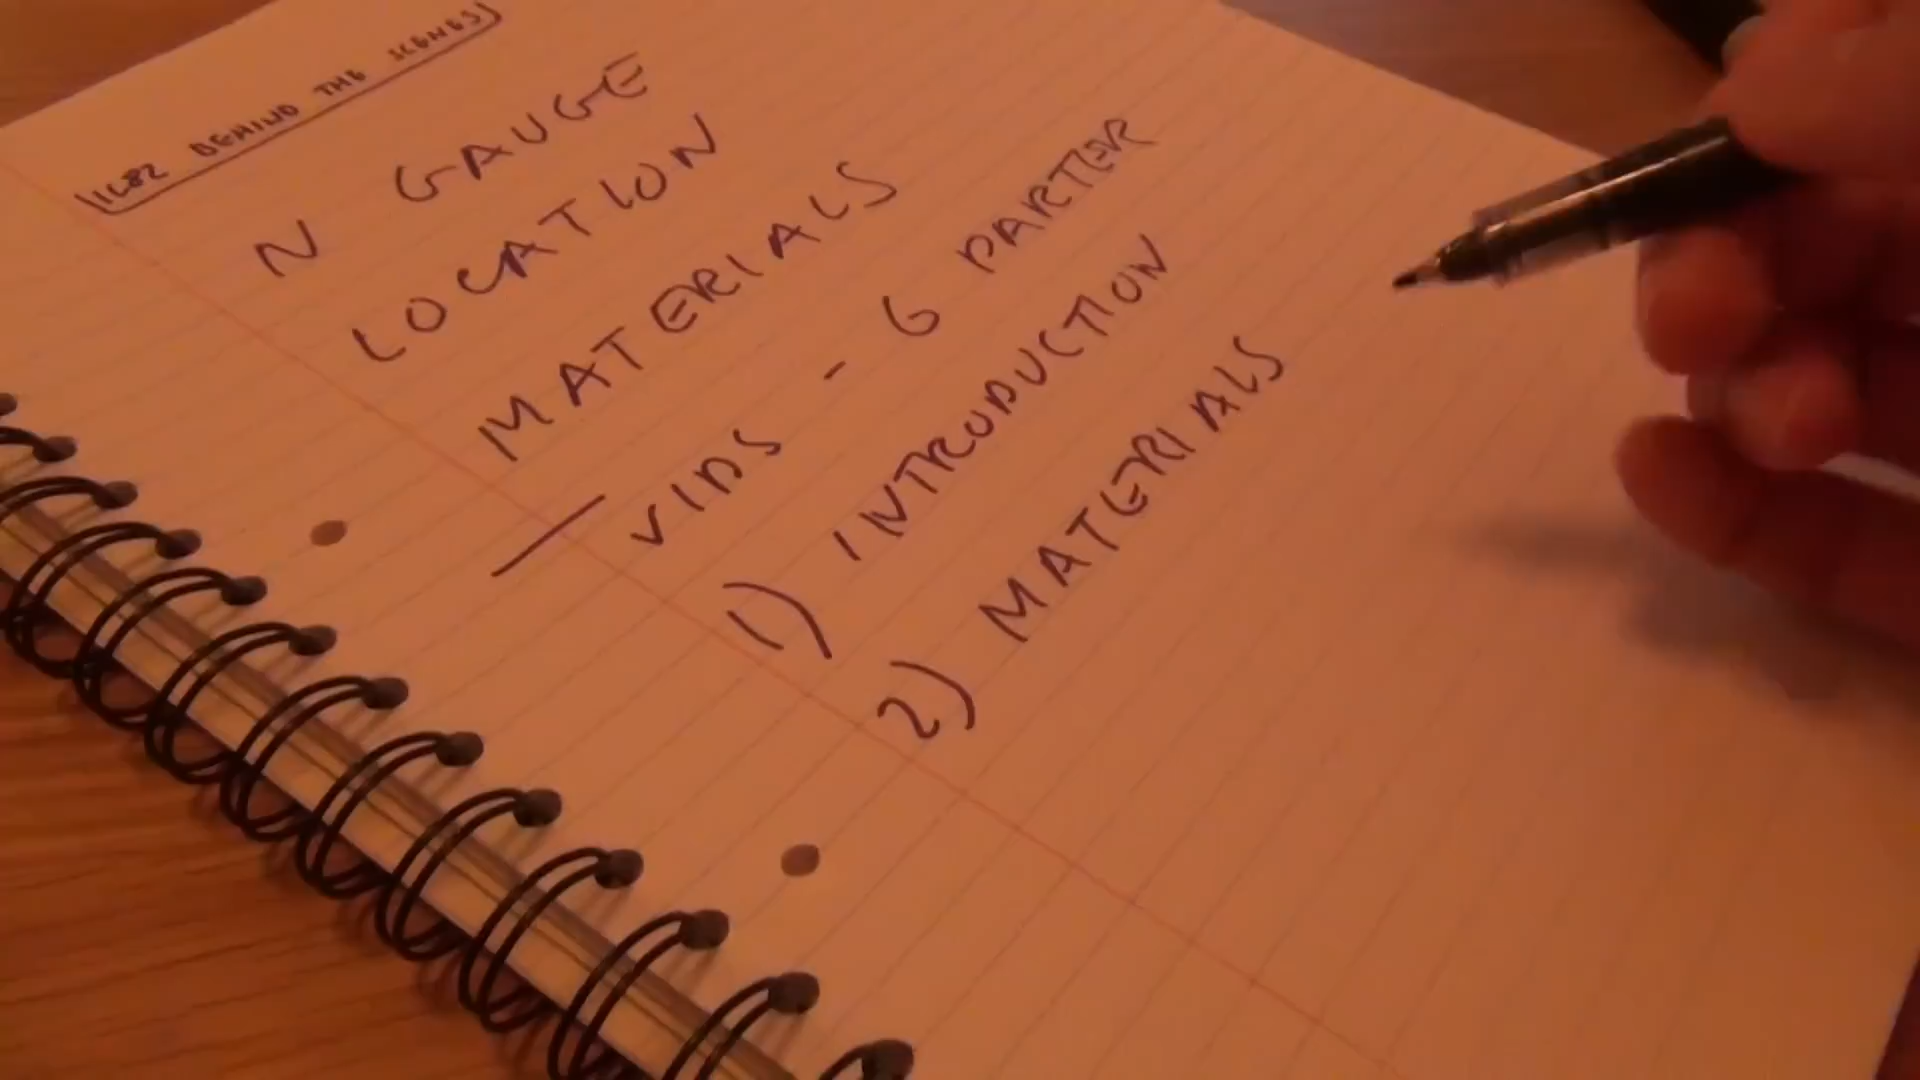 1682 BEHIND THE SCENES
N GAUGE
LOCATION
MATERIALS
VIDS - 6 PARTER
1) INTRODUCTION
2) MATERIALS